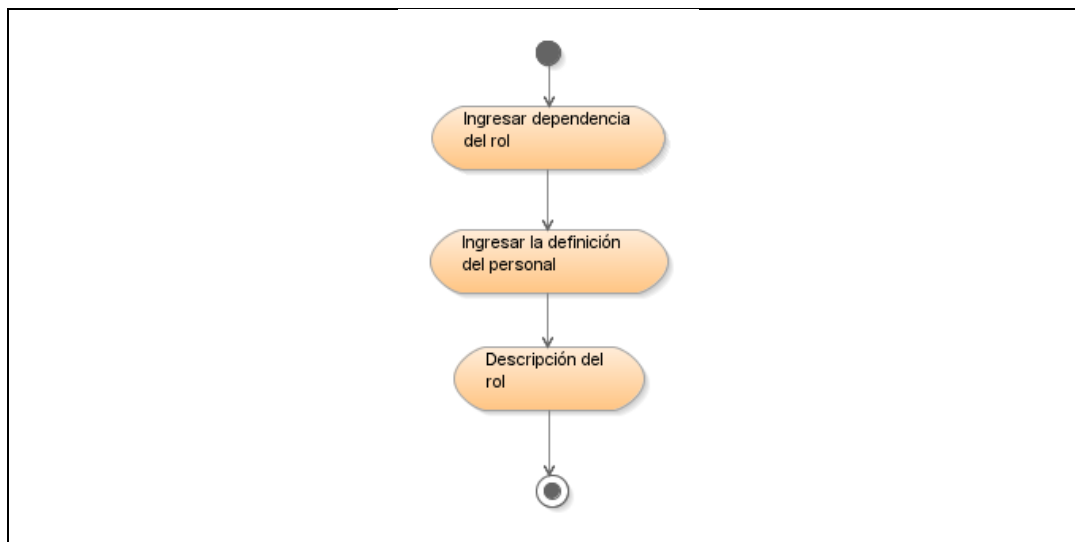 Ingresar dependencia
del rol
Ingresar la definición
del personal
Descripción del
rol